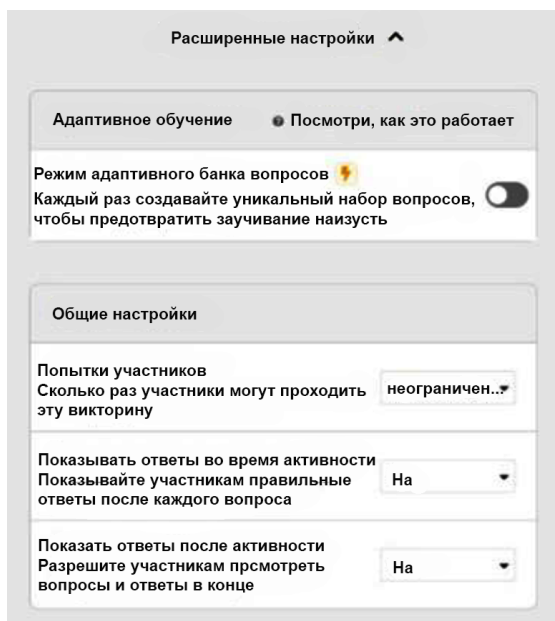 Расширенные настройки
Адаптивное обучение
Посмотри, как это работает
Режим адаптивного банка вопросов
Каждый раз создавайте уникальный набор вопросов,
чтобы предотвратить заучивание наизусть
Общие настройки
Попытки участников
Сколько раз участники могут проходить
эту викторину
неограничен...
Показывать ответы во время активности
Показывайте участникам правильные
ответы после каждого вопроса
На
Показать ответы после активности
Разрешите участникам прсмотреть
вопросы и ответы в конце
На